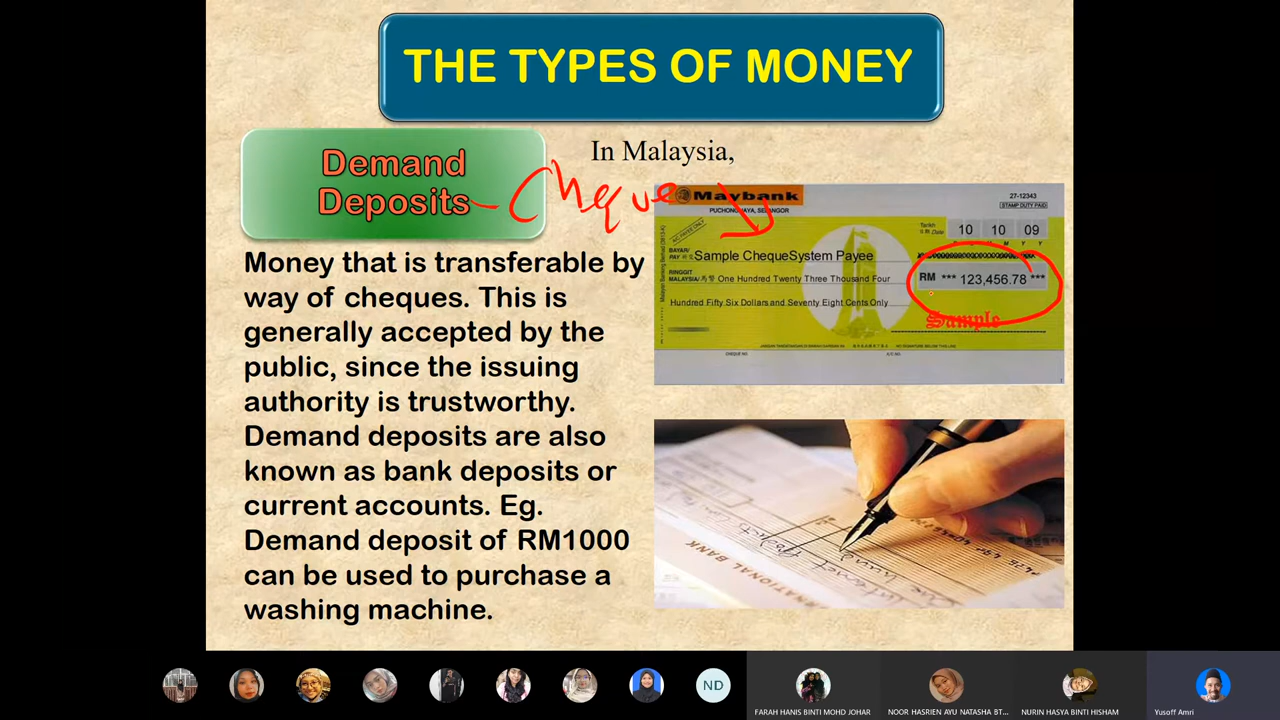 THE TYPES OF MONEY
Demand
Deposits
Cheque
In Malaysia,
Money that is transferable by
way of cheques. This is
generally accepted by the
public, since the issuing
authority is trustworthy.
Demand deposits are also
known as bank deposits or
current accounts. Eg.
Demand deposit of RM1000
can be used to purchase a
washing machine.
Maybank
PUCHONG JAYA, SELANGOR
27-12343
STAMP DUTY PAID
A/C PAYEE ONLY
Tarikh
Date
10 10 09
BAYAR/
PAY
Sample ChequeSystem Payee
RINGGIT
MALAYSIA/
One Hundred Twenty Three Thousand Four
Hundred Fifty Six Dollars and Seventy Eight Cents Only
RM *** 123,456.78 ***
Sample
CHEQUE NO
A/C NO.
INTERNATIONAL BANK
ND
FARAH HANIS BINTI MOHD JOHAR
NOOR HASRIEN AYU NATASHA BT...
NURIN HASYA BINTI HISHAM
Yusoff Amri